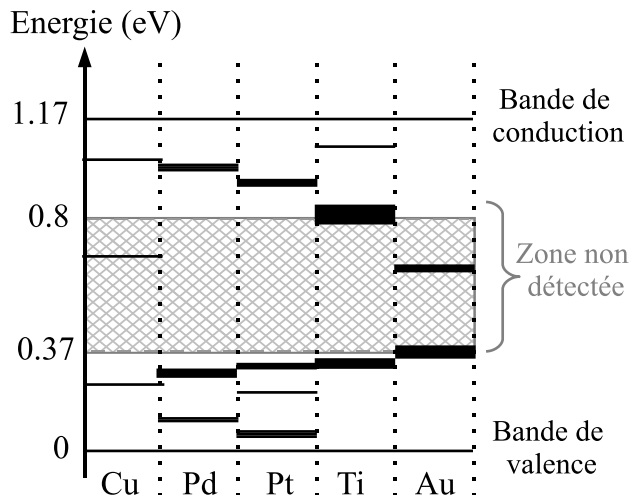 Energie (eV)
1.17
Bande de
conduction
0.8
Zone non
détectée
0.37
0
Bande de
valence
Cu Pd Pt Ti Au